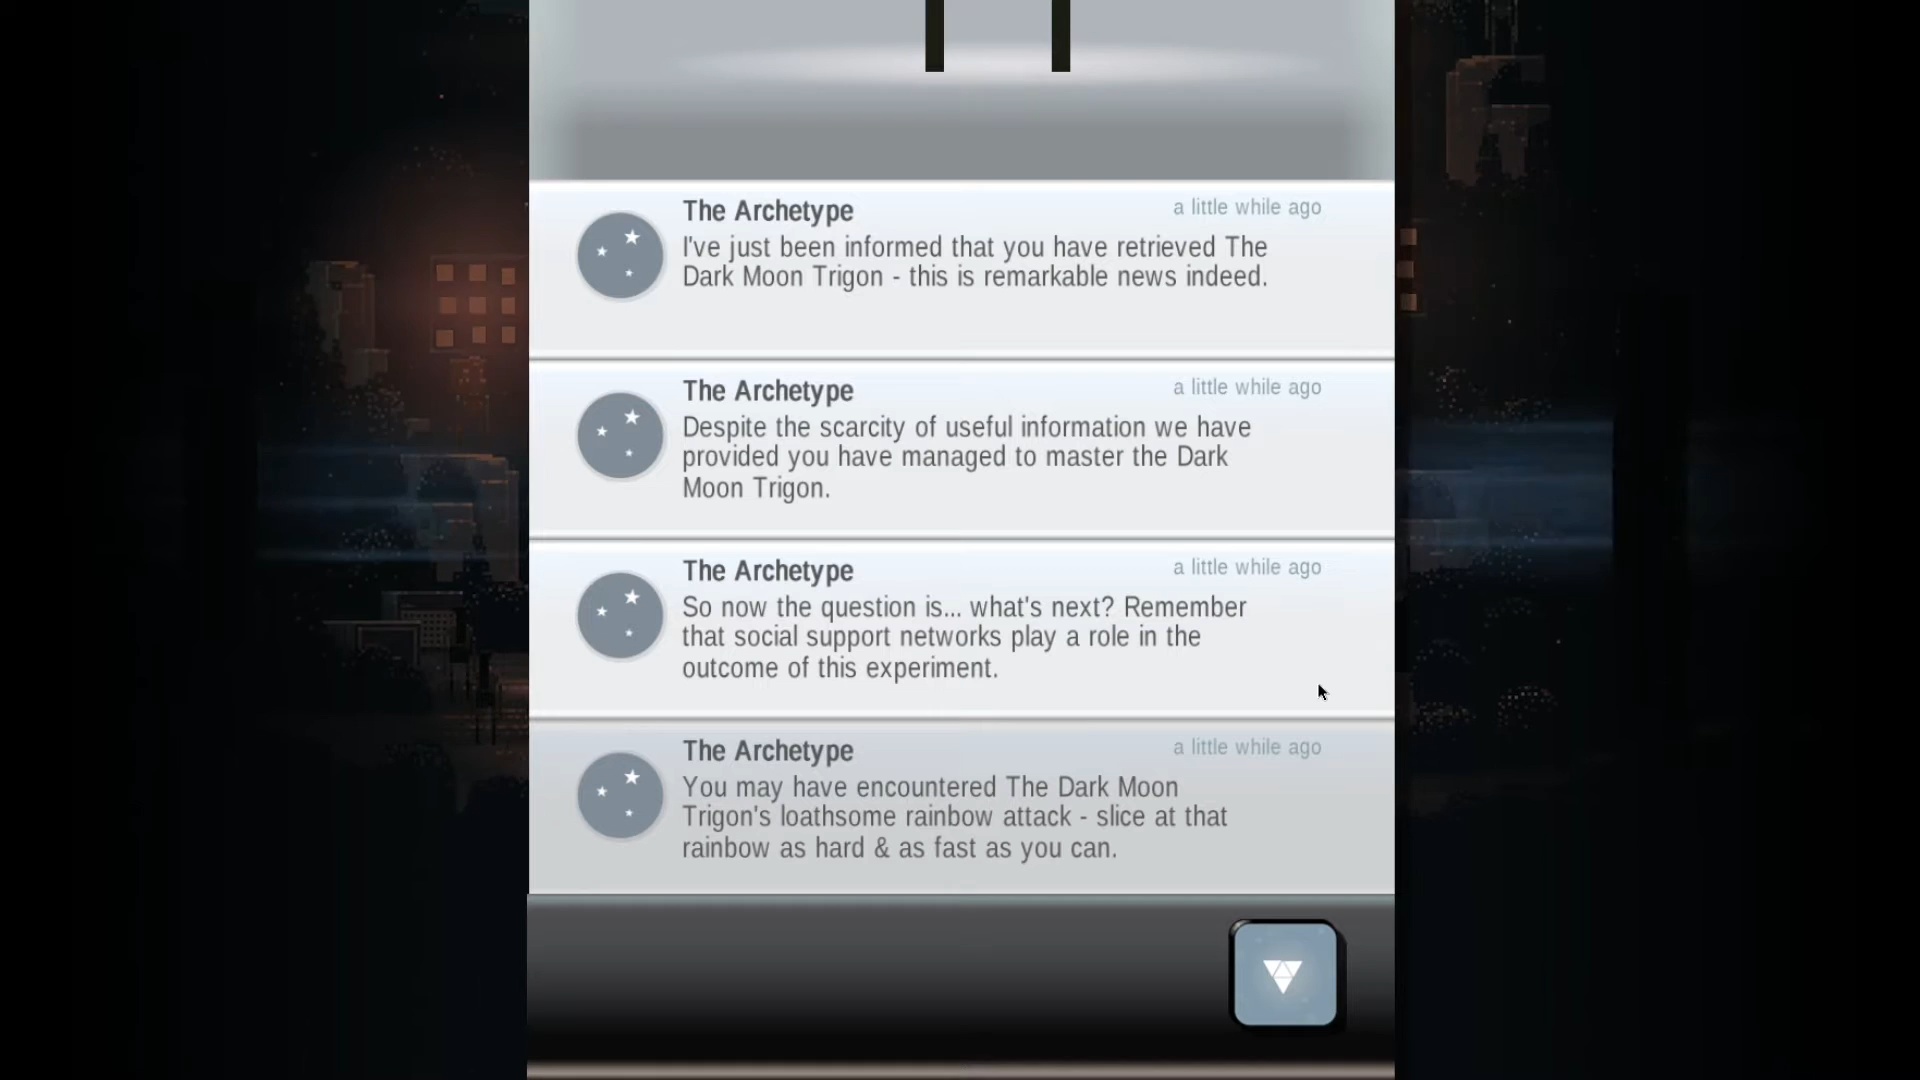 The Archetype
a little while ago
I've just been informed that you have retrieved The
Dark Moon Trigon - this is remarkable news indeed.
The Archetype
a little while ago
Despite the scarcity of useful information we have
provided you have managed to master the Dark
Moon Trigon.
The Archetype
a little while ago
So now the question is... what's next? Remember
that social support networks play a role in the
outcome of this experiment.
The Archetype
a little while ago
You may have encountered The Dark Moon
Trigon's loathsome rainbow attack - slice at that
rainbow as hard & as fast as you can.